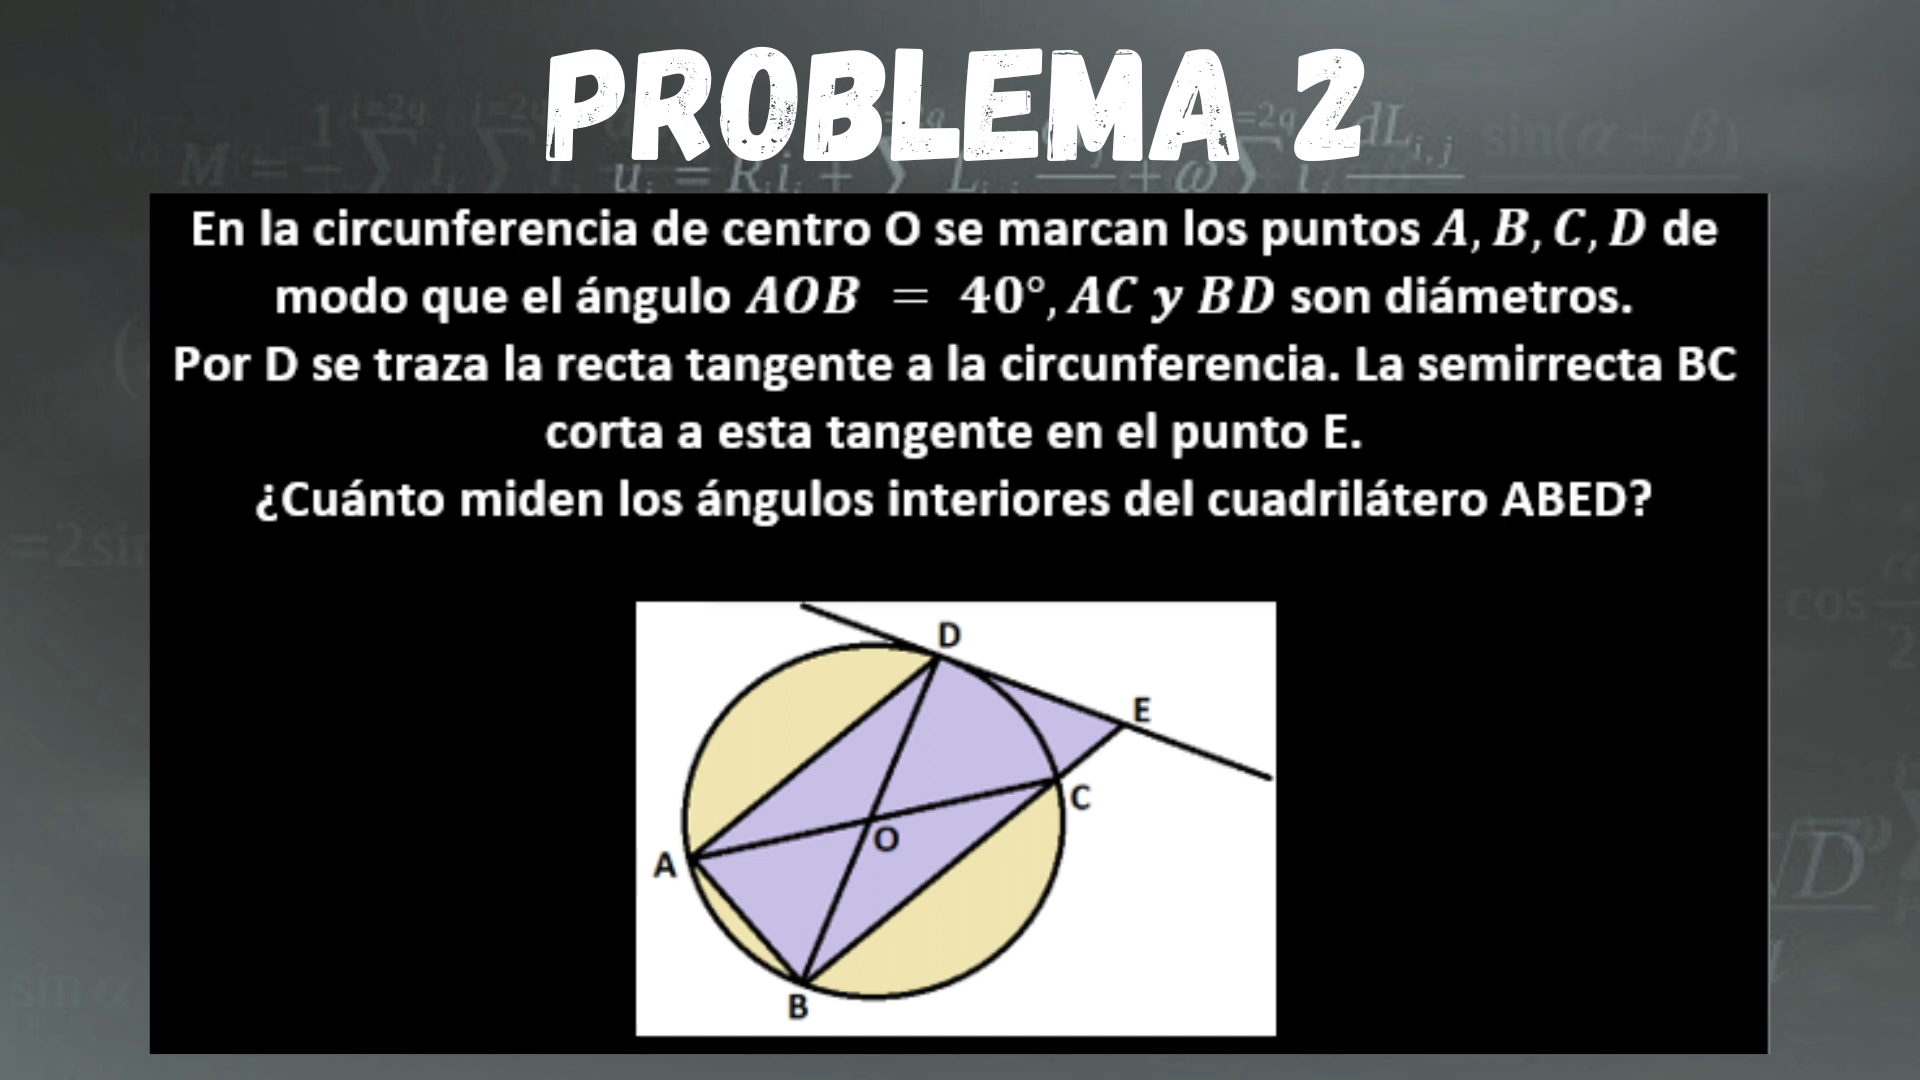 PROBLEMA 2
En la circunferencia de centro O se marcan los puntos A, B, C, D de
modo que el ángulo AOB = 40°, AC y BD son diámetros.
Por D se traza la recta tangente a la circunferencia. La semirrecta BC
corta a esta tangente en el punto E.
¿Cuánto miden los ángulos interiores del cuadrilátero ABED?
D
E
C
O
A
B